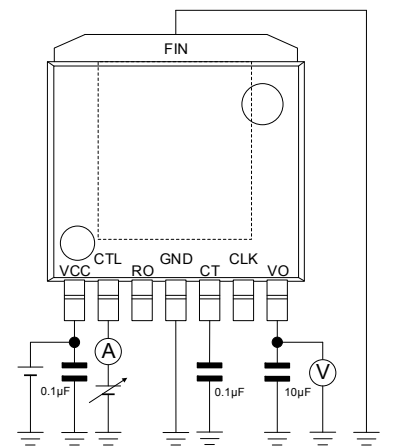 FIN
CTL GND CLK
VCC RO CT VO
A
V
0.1µF 0.1µF 10µF